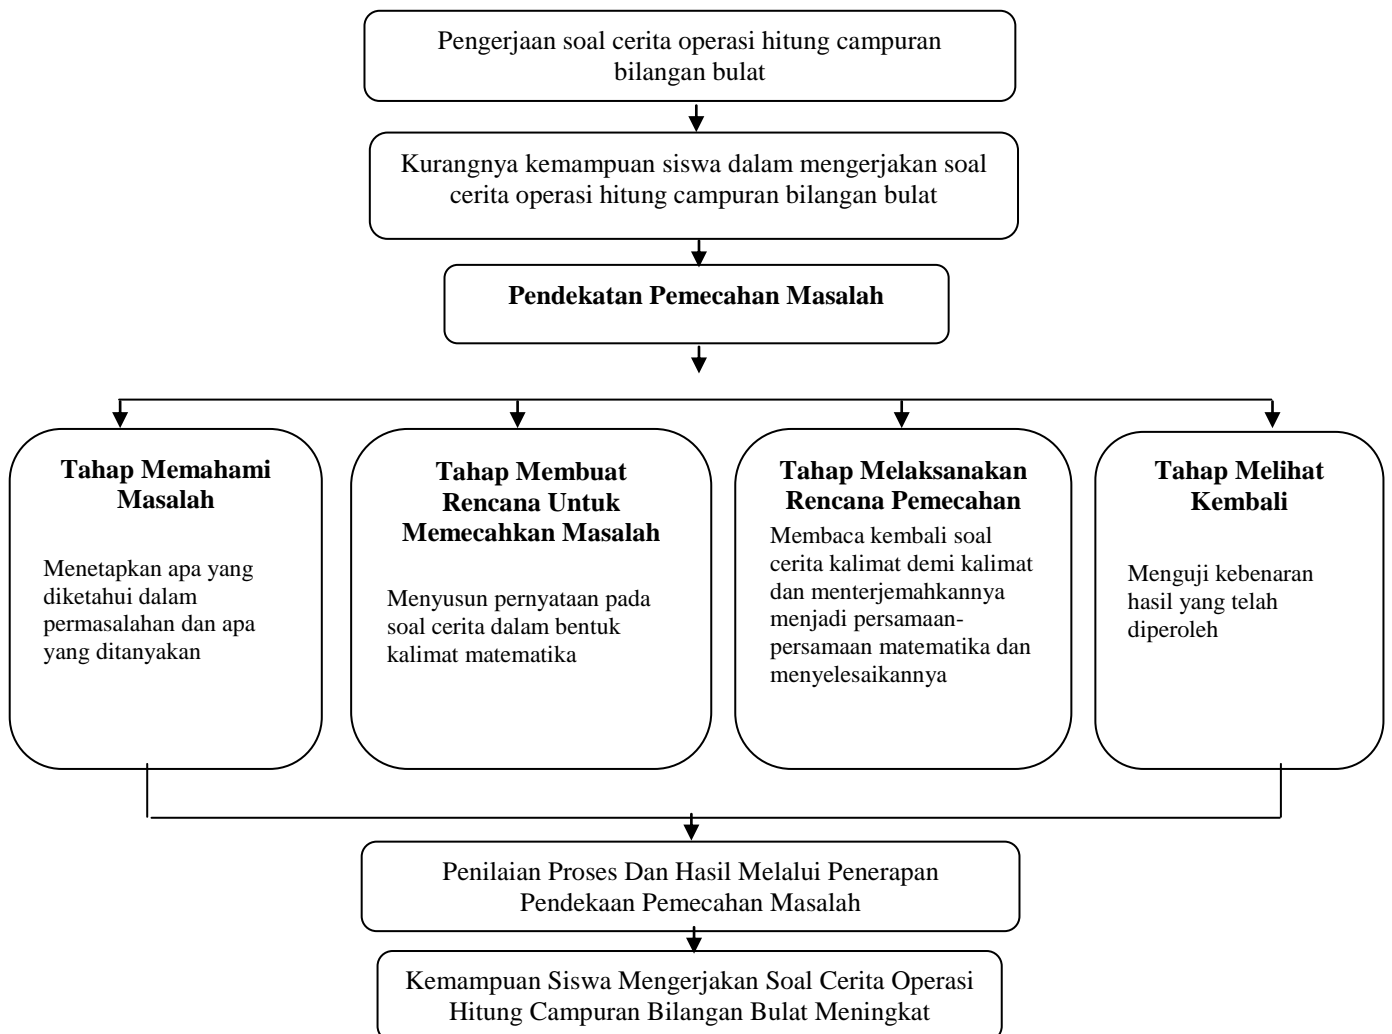 Pengerjaan soal cerita operasi hitung campuran
bilangan bulat
Kurangnya kemampuan siswa dalam mengerjakan soal
cerita operasi hitung campuran bilangan bulat
Pendekatan Pemecahan Masalah
Tahap Memahami
Masalah
Menetapkan apa yang
diketahui dalam
permasalahan dan apa
yang ditanyakan
Tahap Membuat
Rencana Untuk
Memecahkan Masalah
Menyusun pernyataan pada
soal cerita dalam bentuk
kalimat matematika
Tahap Melaksanakan
Rencana Pemecahan
Membaca kembali soal
cerita kalimat demi kalimat
dan menterjemahkannya
menjadi persamaan-
persamaan matematika dan
menyelesaikannya
Tahap Melihat
Kembali
Menguji kebenaran
hasil yang telah
diperoleh
Penilaian Proses Dan Hasil Melalui Penerapan
Pendekaan Pemecahan Masalah
Kemampuan Siswa Mengerjakan Soal Cerita Operasi
Hitung Campuran Bilangan Bulat Meningkat